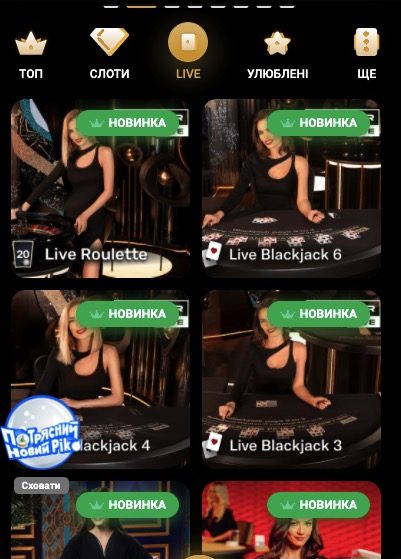 ТОП
СЛОТИ
LIVE
УЛЮБЛЕНІ
ЩЕ
НОВИНКА
НОВИНКА
20
Live Roulette
Live Blackjack 6
НОВИНКА
НОВИНКА
Потрясний
Новий Рік
lackjack 4
Live Blackjack 3
Сховати
НОВИНКА
НОВИНКА